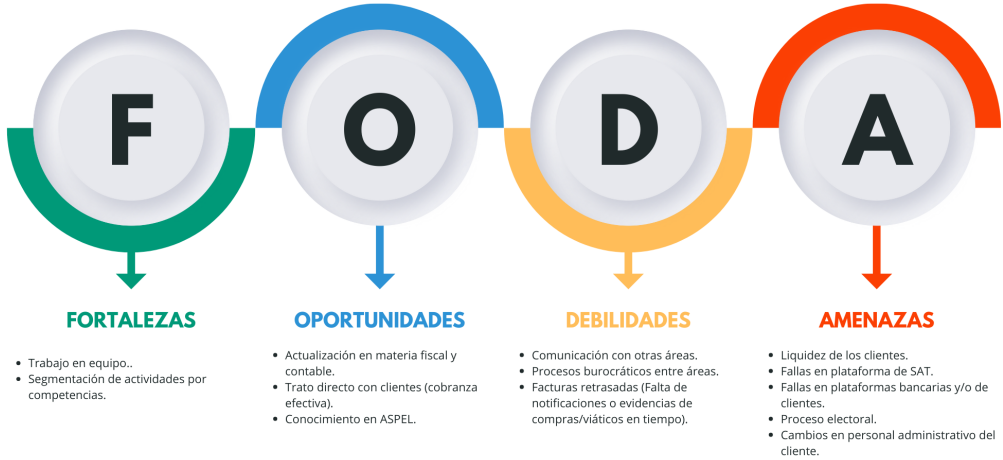 F
O
D
A
FORTALEZAS
• Trabajo en equipo..
• Segmentación de actividades por
competencias.
OPORTUNIDADES
• Actualización en materia fiscal y
contable.
• Trato directo con clientes (cobranza
efectiva).
• Conocimiento en ASPEL.
DEBILIDADES
• Comunicación con otras áreas.
• Procesos burocráticos entre áreas.
• Facturas retrasadas (Falta de
notificaciones o evidencias de
compras/viáticos en tiempo).
AMENAZAS
• Liquidez de los clientes.
• Fallas en plataforma de SAT.
• Fallas en plataformas bancarias y/o de
clientes.
• Proceso electoral.
• Cambios en personal administrativo del
cliente.